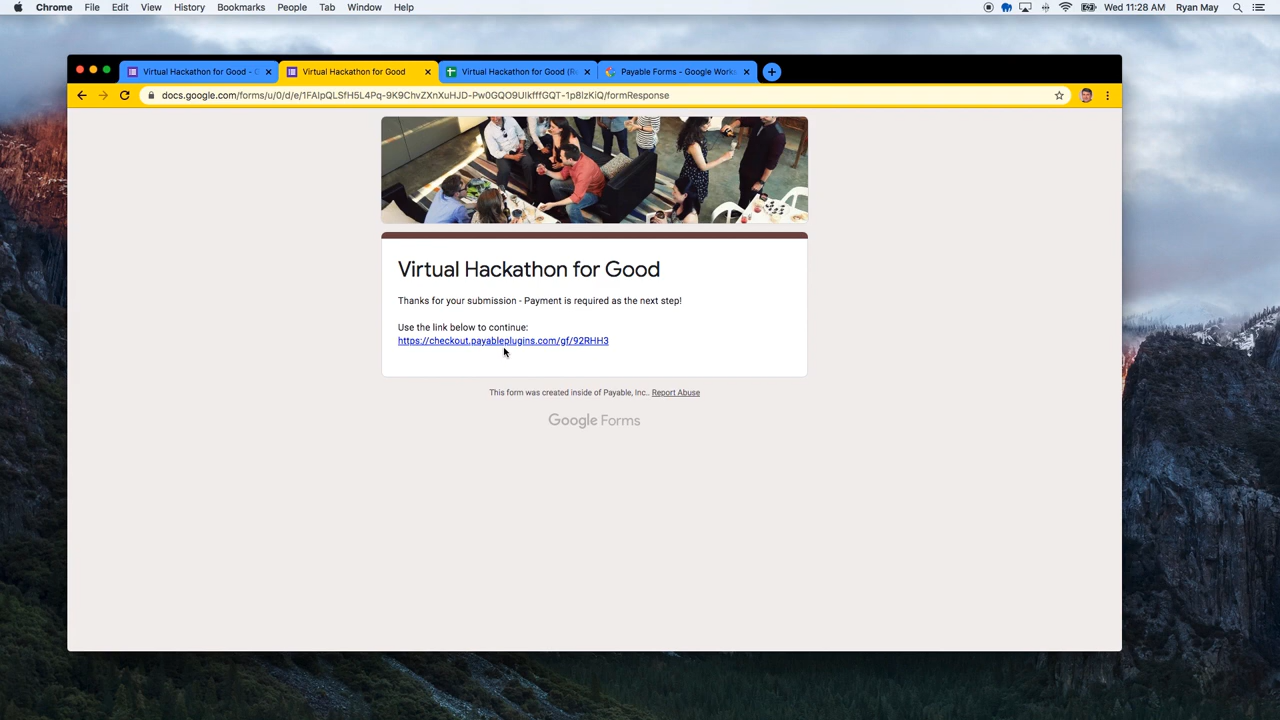 Chrome File Edit View History Bookmarks People Tab Window Help Wed 11:28 AM Ryan May
Virtual Hackathon for Good - G Virtual Hackathon for Good Virtual Hackathon for Good (Re Payable Forms - Google Works
docs.google.com/forms/u/0/d/e/1FAIpQLSfH5L4Pq-9K9ChvZXnXuHJD-Pw0GQO9UIkfffGQT-1p8lzKiQ/formResponse
Virtual Hackathon for Good
Thanks for your submission - Payment is required as the next step!
Use the link below to continue:
https://checkout.payableplugins.com/gf/92RHH3
This form was created inside of Payable, Inc.. Report Abuse
Google Forms